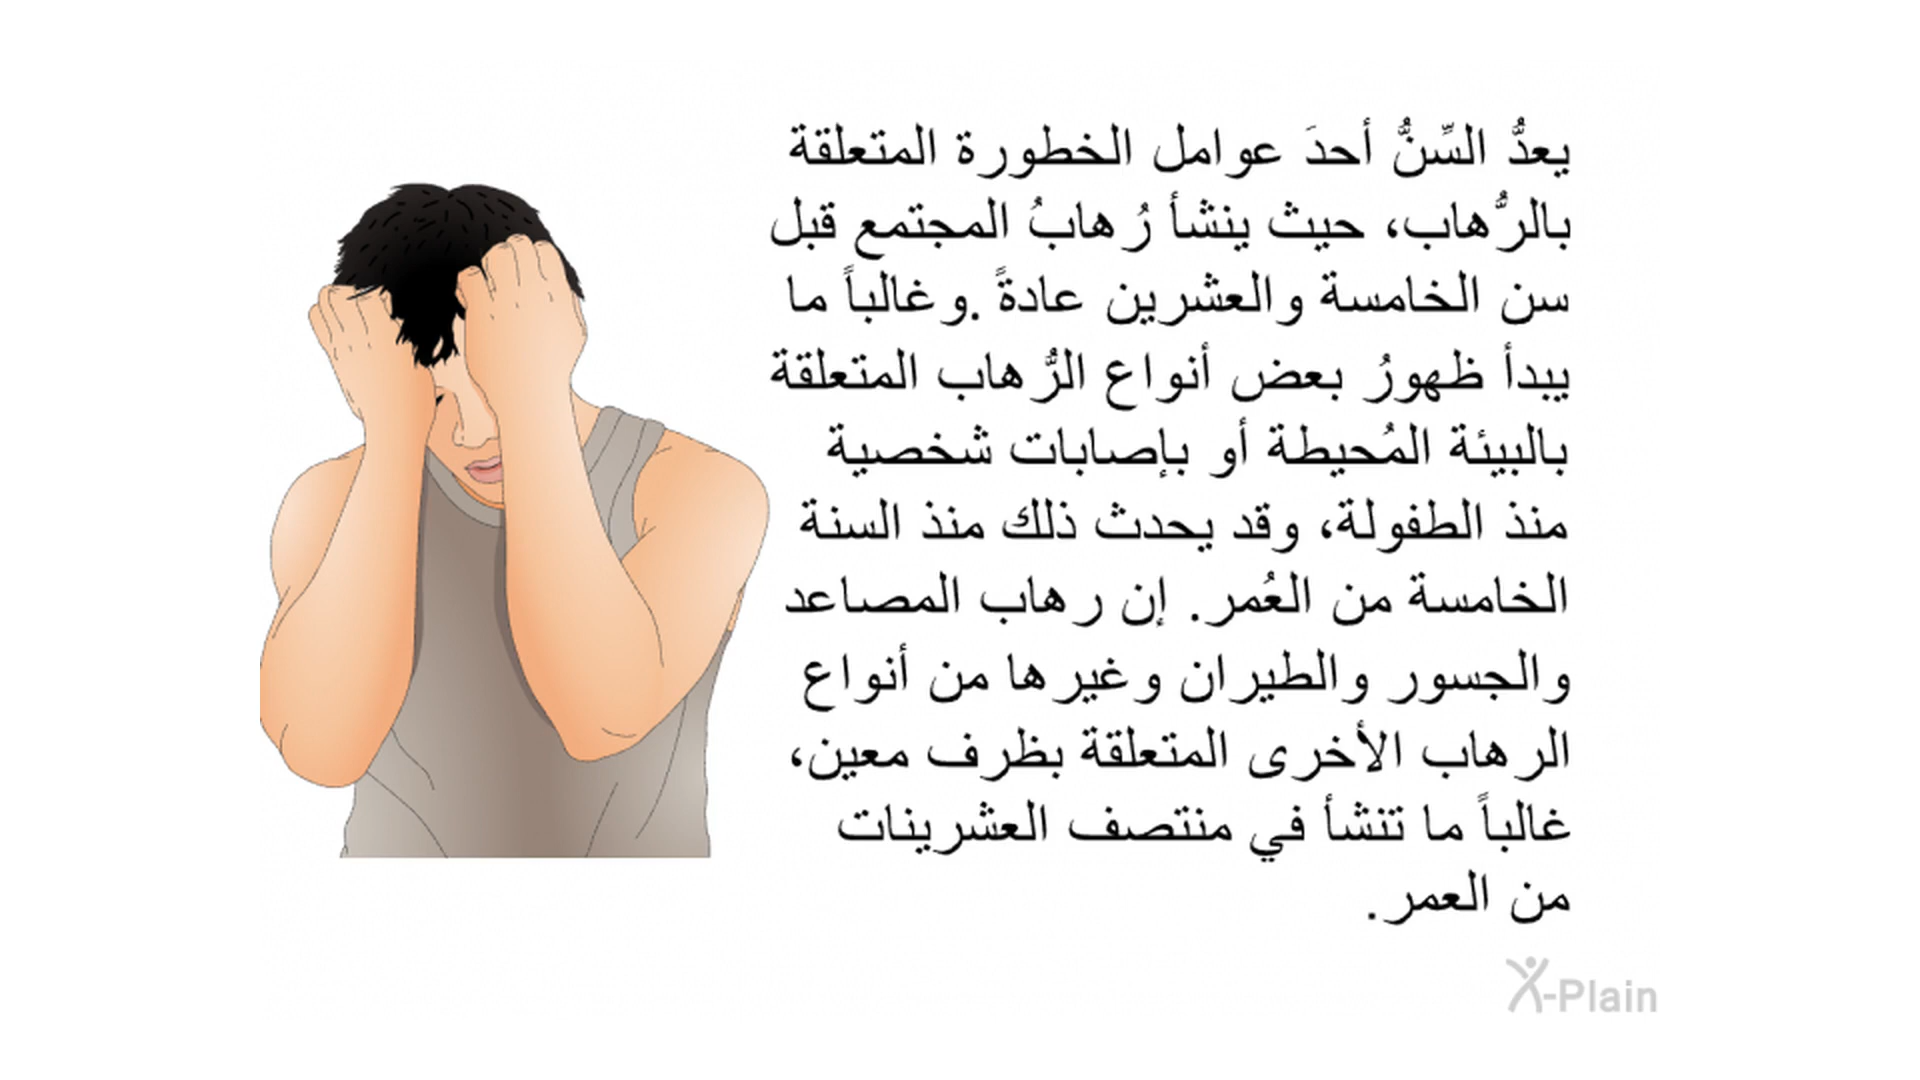 يعدُّ السِّنُّ أحدَ عوامل الخطورة المتعلقة
بالرُّهاب، حيث ينشأ رُهابُ المجتمع قبل
سن الخامسة والعشرين عادةً .وغالباً ما
يبدأ ظهورُ بعض أنواع الرُّهاب المتعلقة
بالبيئة المُحيطة أو بإصابات شخصية
منذ الطفولة، وقد يحدث ذلك منذ السنة
الخامسة من العُمر. إن رهاب المصاعد
والجسور والطيران وغيرها من أنواع
الرهاب الأخرى المتعلقة بظرف معين،
غالباً ما تنشأ في منتصف العشرينات
من العمر.
X-Plain